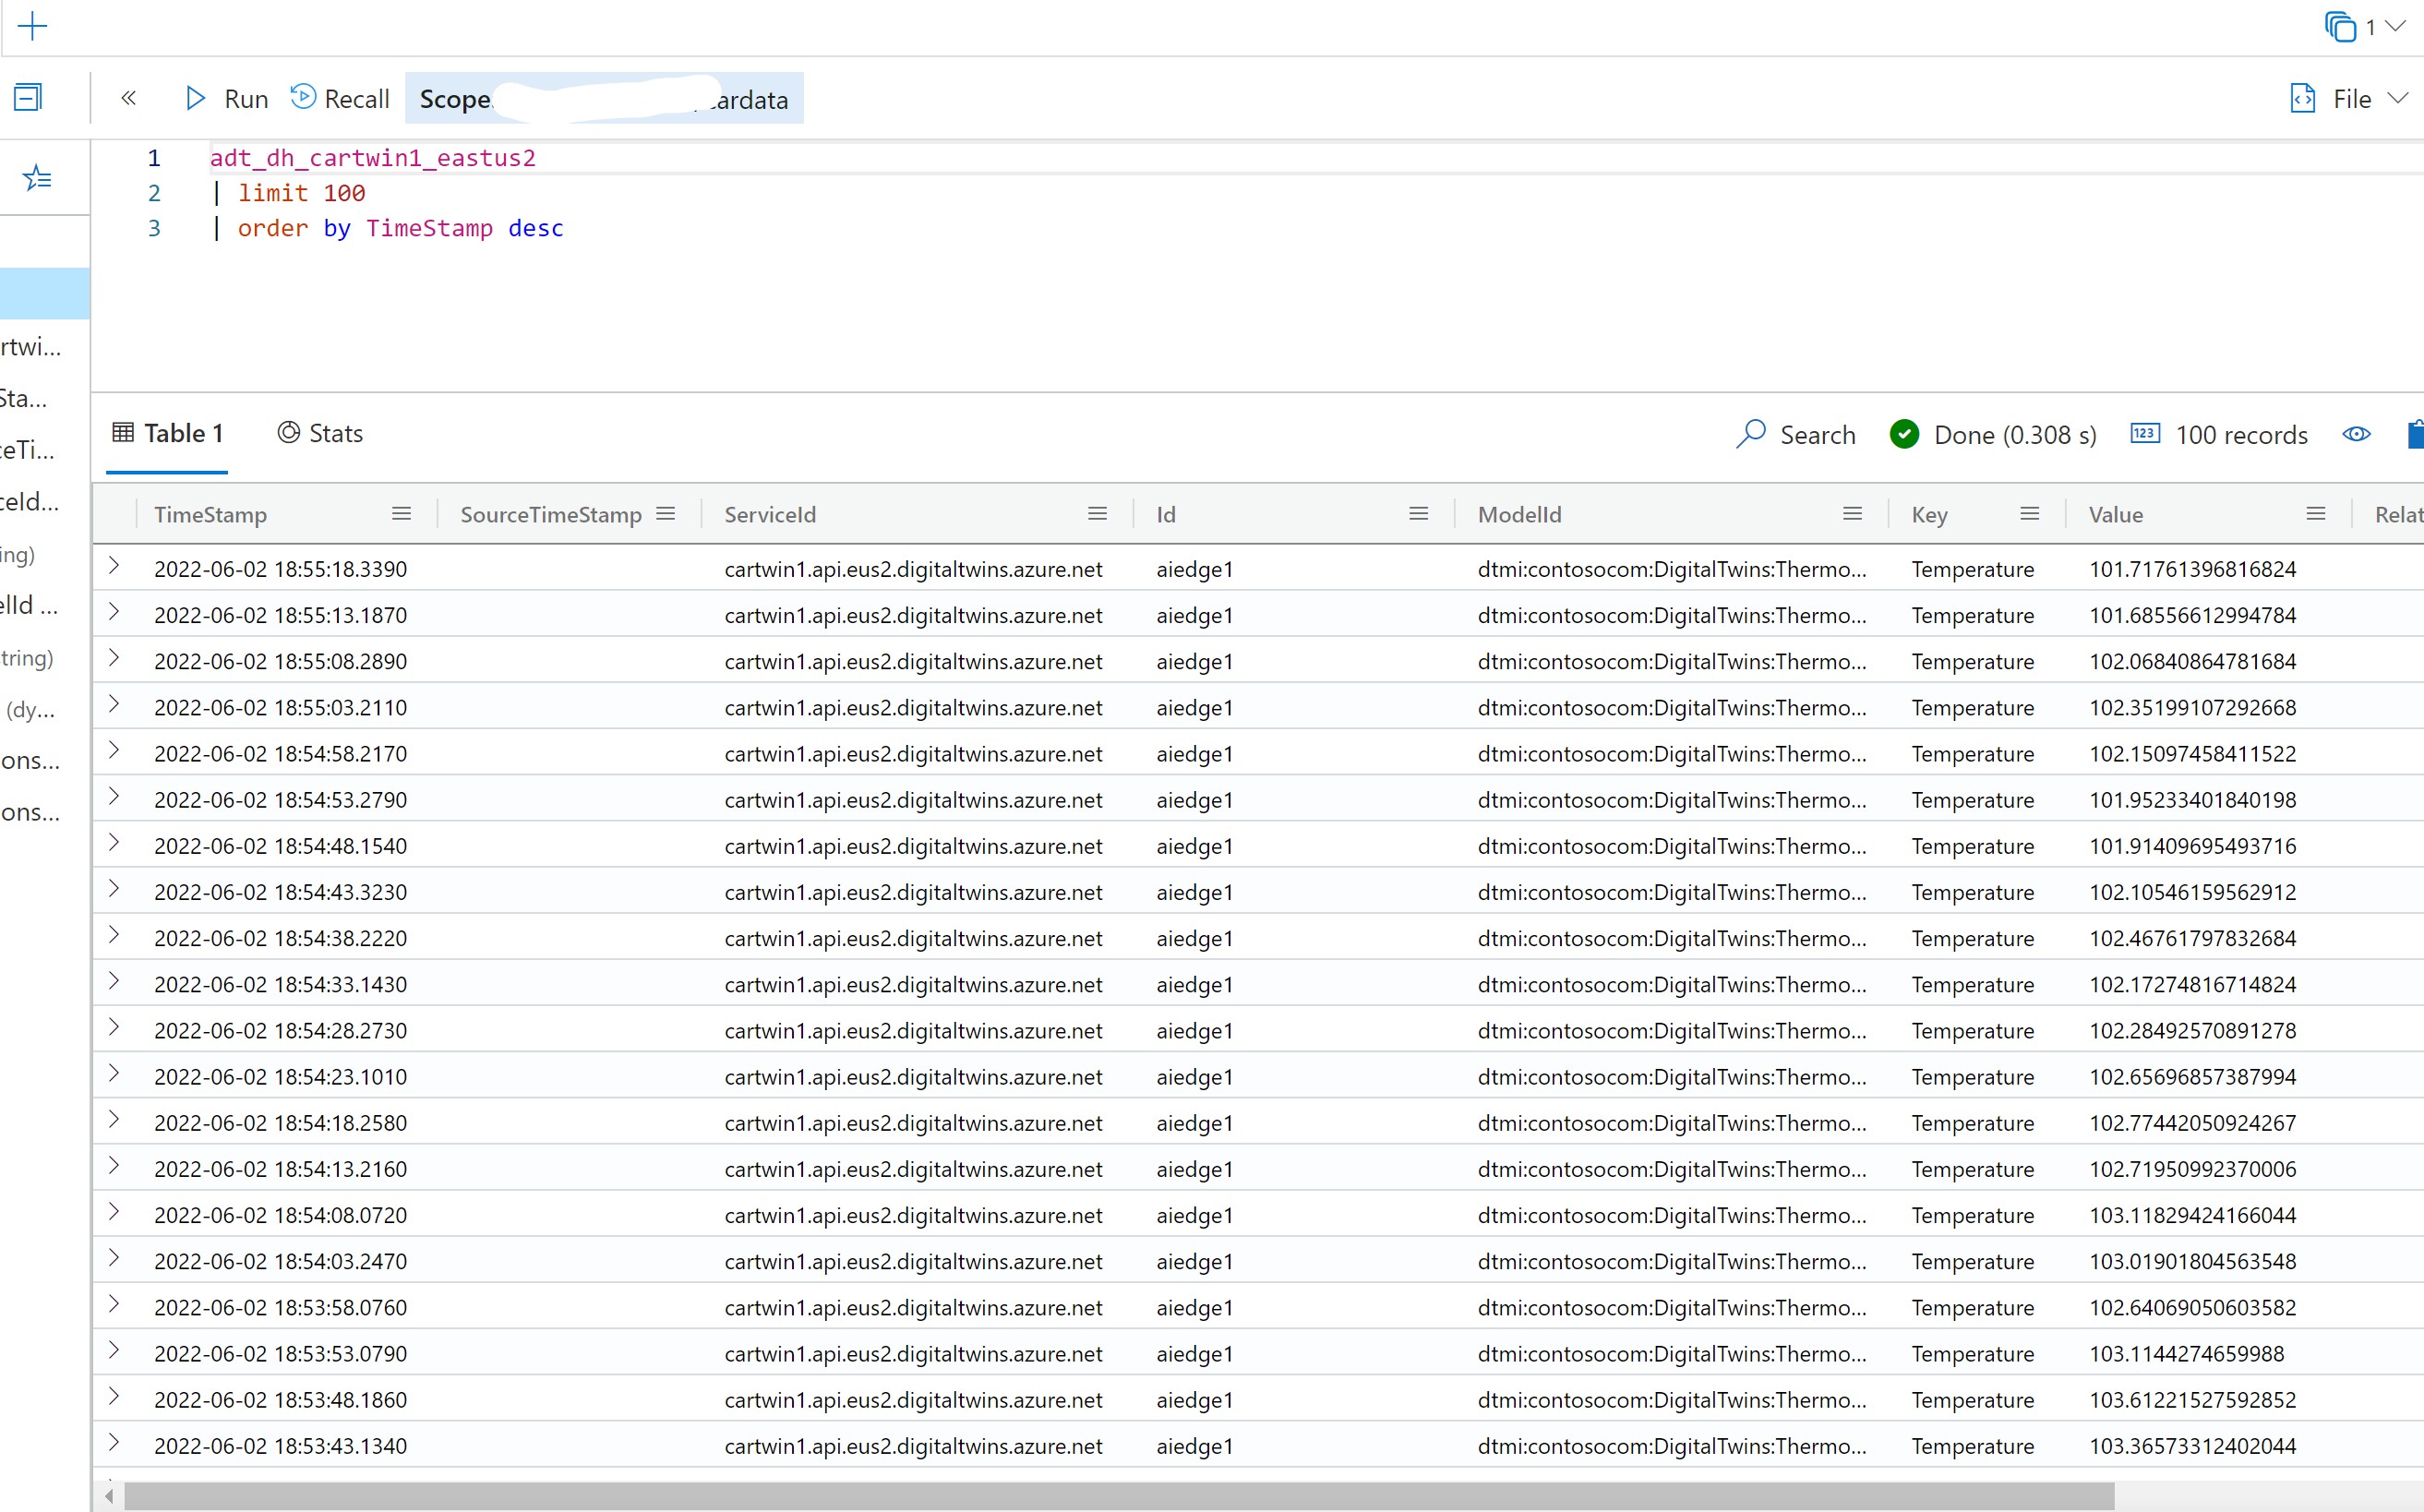 1
Run Recall Scope: ardata File
1 adt_dh_cartwin1_eastus2
2 | limit 100
3 | order by TimeStamp desc
rtwi...
Sta...
ceTi...
ceId...
ing)
elId ...
tring)
(dy...
ons...
ons...
Table 1 Stats Search Done (0.308 s) 123 100 records
TimeStamp SourceTimeStamp ServiceId Id ModelId Key Value Relat
2022-06-02 18:55:18.3390 cartwin1.api.eus2.digitaltwins.azure.net aiedge1 dtmi:contosocom:DigitalTwins:Thermo... Temperature 101.71761396816824
2022-06-02 18:55:13.1870 cartwin1.api.eus2.digitaltwins.azure.net aiedge1 dtmi:contosocom:DigitalTwins:Thermo... Temperature 101.68556612994784
2022-06-02 18:55:08.2890 cartwin1.api.eus2.digitaltwins.azure.net aiedge1 dtmi:contosocom:DigitalTwins:Thermo... Temperature 102.06840864781684
2022-06-02 18:55:03.2110 cartwin1.api.eus2.digitaltwins.azure.net aiedge1 dtmi:contosocom:DigitalTwins:Thermo... Temperature 102.35199107292668
2022-06-02 18:54:58.2170 cartwin1.api.eus2.digitaltwins.azure.net aiedge1 dtmi:contosocom:DigitalTwins:Thermo... Temperature 102.15097458411522
2022-06-02 18:54:53.2790 cartwin1.api.eus2.digitaltwins.azure.net aiedge1 dtmi:contosocom:DigitalTwins:Thermo... Temperature 101.95233401840198
2022-06-02 18:54:48.1540 cartwin1.api.eus2.digitaltwins.azure.net aiedge1 dtmi:contosocom:DigitalTwins:Thermo... Temperature 101.91409695493716
2022-06-02 18:54:43.3230 cartwin1.api.eus2.digitaltwins.azure.net aiedge1 dtmi:contosocom:DigitalTwins:Thermo... Temperature 102.10546159562912
2022-06-02 18:54:38.2220 cartwin1.api.eus2.digitaltwins.azure.net aiedge1 dtmi:contosocom:DigitalTwins:Thermo... Temperature 102.46761797832684
2022-06-02 18:54:33.1430 cartwin1.api.eus2.digitaltwins.azure.net aiedge1 dtmi:contosocom:DigitalTwins:Thermo... Temperature 102.17274816714824
2022-06-02 18:54:28.2730 cartwin1.api.eus2.digitaltwins.azure.net aiedge1 dtmi:contosocom:DigitalTwins:Thermo... Temperature 102.28492570891278
2022-06-02 18:54:23.1010 cartwin1.api.eus2.digitaltwins.azure.net aiedge1 dtmi:contosocom:DigitalTwins:Thermo... Temperature 102.65696857387994
2022-06-02 18:54:18.2580 cartwin1.api.eus2.digitaltwins.azure.net aiedge1 dtmi:contosocom:DigitalTwins:Thermo... Temperature 102.77442050924267
2022-06-02 18:54:13.2160 cartwin1.api.eus2.digitaltwins.azure.net aiedge1 dtmi:contosocom:DigitalTwins:Thermo... Temperature 102.71950992370006
2022-06-02 18:54:08.0720 cartwin1.api.eus2.digitaltwins.azure.net aiedge1 dtmi:contosocom:DigitalTwins:Thermo... Temperature 103.11829424166044
2022-06-02 18:54:03.2470 cartwin1.api.eus2.digitaltwins.azure.net aiedge1 dtmi:contosocom:DigitalTwins:Thermo... Temperature 103.01901804563548
2022-06-02 18:53:58.0760 cartwin1.api.eus2.digitaltwins.azure.net aiedge1 dtmi:contosocom:DigitalTwins:Thermo... Temperature 102.64069050603582
2022-06-02 18:53:53.0790 cartwin1.api.eus2.digitaltwins.azure.net aiedge1 dtmi:contosocom:DigitalTwins:Thermo... Temperature 103.1144274659988
2022-06-02 18:53:48.1860 cartwin1.api.eus2.digitaltwins.azure.net aiedge1 dtmi:contosocom:DigitalTwins:Thermo... Temperature 103.61221527592852
2022-06-02 18:53:43.1340 cartwin1.api.eus2.digitaltwins.azure.net aiedge1 dtmi:contosocom:DigitalTwins:Thermo... Temperature 103.36573312402044